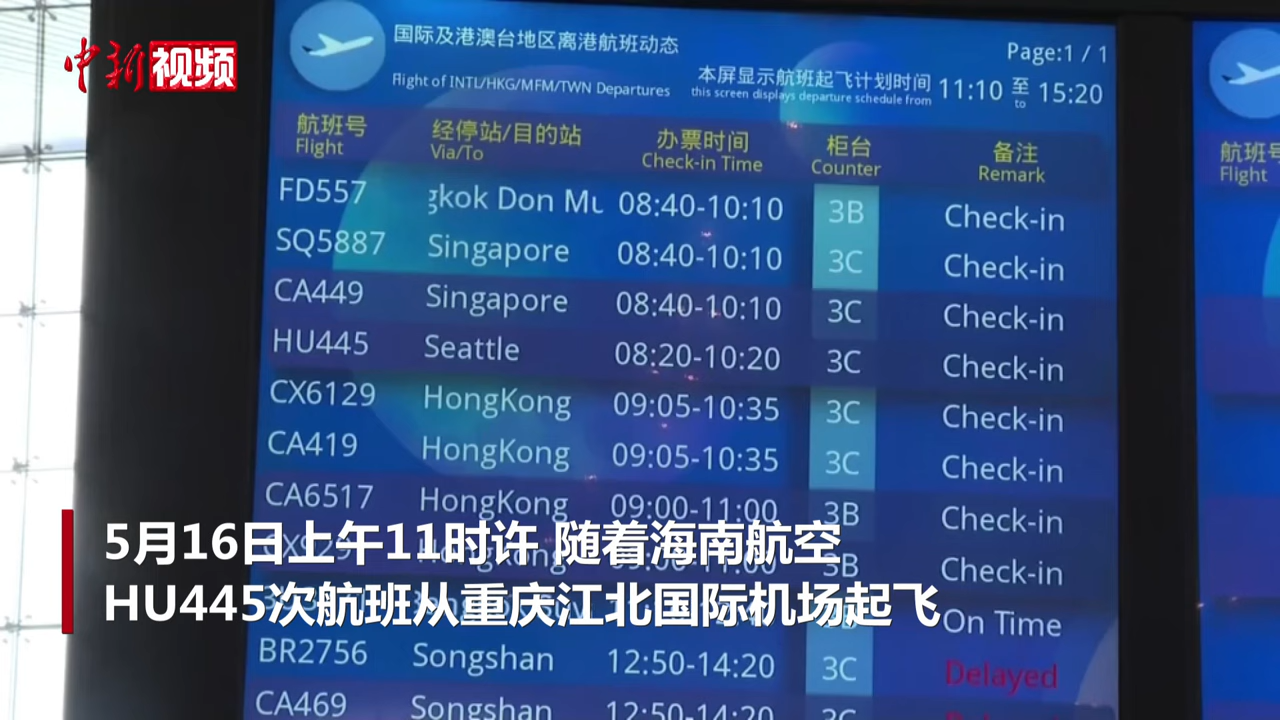 中新视频
国际及港澳台地区离港航班动态
Page:1 / 1
Flight of INTL/HKG/MFM/TWN Departures
本屏显示航班起飞计划时间 11:10 至 15:20
this screen displays departure schedule from to
航班号 经停站/目的站 办票时间 柜台 备注 航班号
Flight Via/To Check-in Time Counter Remark Flight
FD557 gkok Don Mu 08:40-10:10 3B Check-in
SQ5887 Singapore 08:40-10:10 3C Check-in
CA449 Singapore 08:40-10:10 3C Check-in
HU445 Seattle 08:20-10:20 3C Check-in
CX6129 HongKong 09:05-10:35 3C Check-in
CA419 HongKong 09:05-10:35 3C Check-in
CA6517 HongKong 09:00-11:00 3B Check-in
HongKong 09:00-11:00 3B Check-in
On Time
BR2756 Songshan 12:50-14:20 3C Delayed
CA469 Songshan 12:50-14:20 3C
5月16日上午11时许 随着海南航空
HU445次航班从重庆江北国际机场起飞